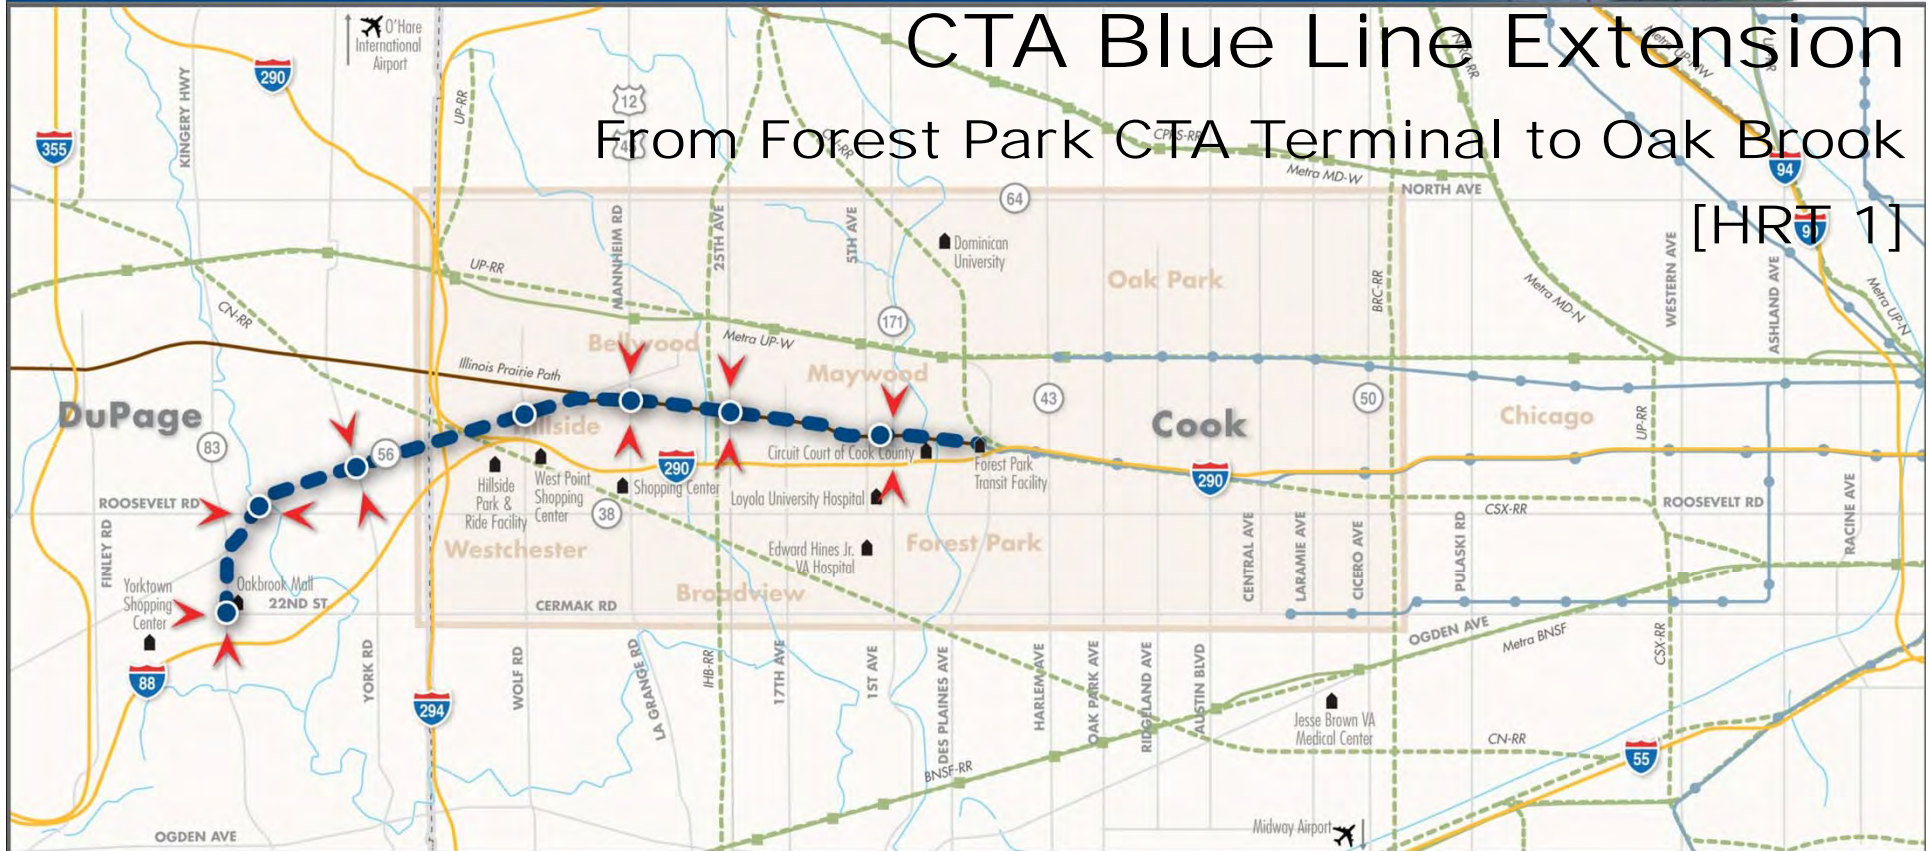 CTA Blue Line Extension
From Forest Park CTA Terminal to Oak Brook
[HRT 1]
O'Hare
International
Airport
290
355
KINGERY HWY
UP-RR
12
45
CN-RR
CPRS-RR
Metra MD-W
NORTH AVE
Metra UP-NW
94
64
MANNHEIM RD
25TH AVE
5TH AVE
Dominican
University
Oak Park
BRC-RR
Metra MD-N
WESTERN AVE
ASHLAND AVE
Metra UP-N
UP-RR
CN-RR
171
Bellwood
Metra UP-W
Illinois Prairie Path
Maywood
DuPage
83
56
Hillside
43
Cook
50
Chicago
UP-RR
290
Circuit Court of Cook County
Forest Park
Transit Facility
290
Hillside
Park &
Ride Facility
West Point
Shopping
Center
Shopping Center
Loyola University Hospital
38
ROOSEVELT RD
FINLEY RD
CSX-RR
ROOSEVELT RD
RACINE AVE
Westchester
Edward Hines Jr.
VA Hospital
Forest Park
CENTRAL AVE
LARAMIE AVE
CICERO AVE
PULASKI RD
Yorktown
Shopping
Center
Oakbrook Mall
22ND ST
Broadview
CERMAK RD
OGDEN AVE
Metra BNSF
CSX-RR
88
YORK RD
294
WOLF RD
LA GRANGE RD
IHB-RR
17TH AVE
1ST AVE
DES PLAINES AVE
HARLEM AVE
OAK PARK AVE
RIDGELAND AVE
AUSTIN BLVD
Jesse Brown VA
Medical Center
CN-RR
55
BNSF-RR
OGDEN AVE
Midway Airport